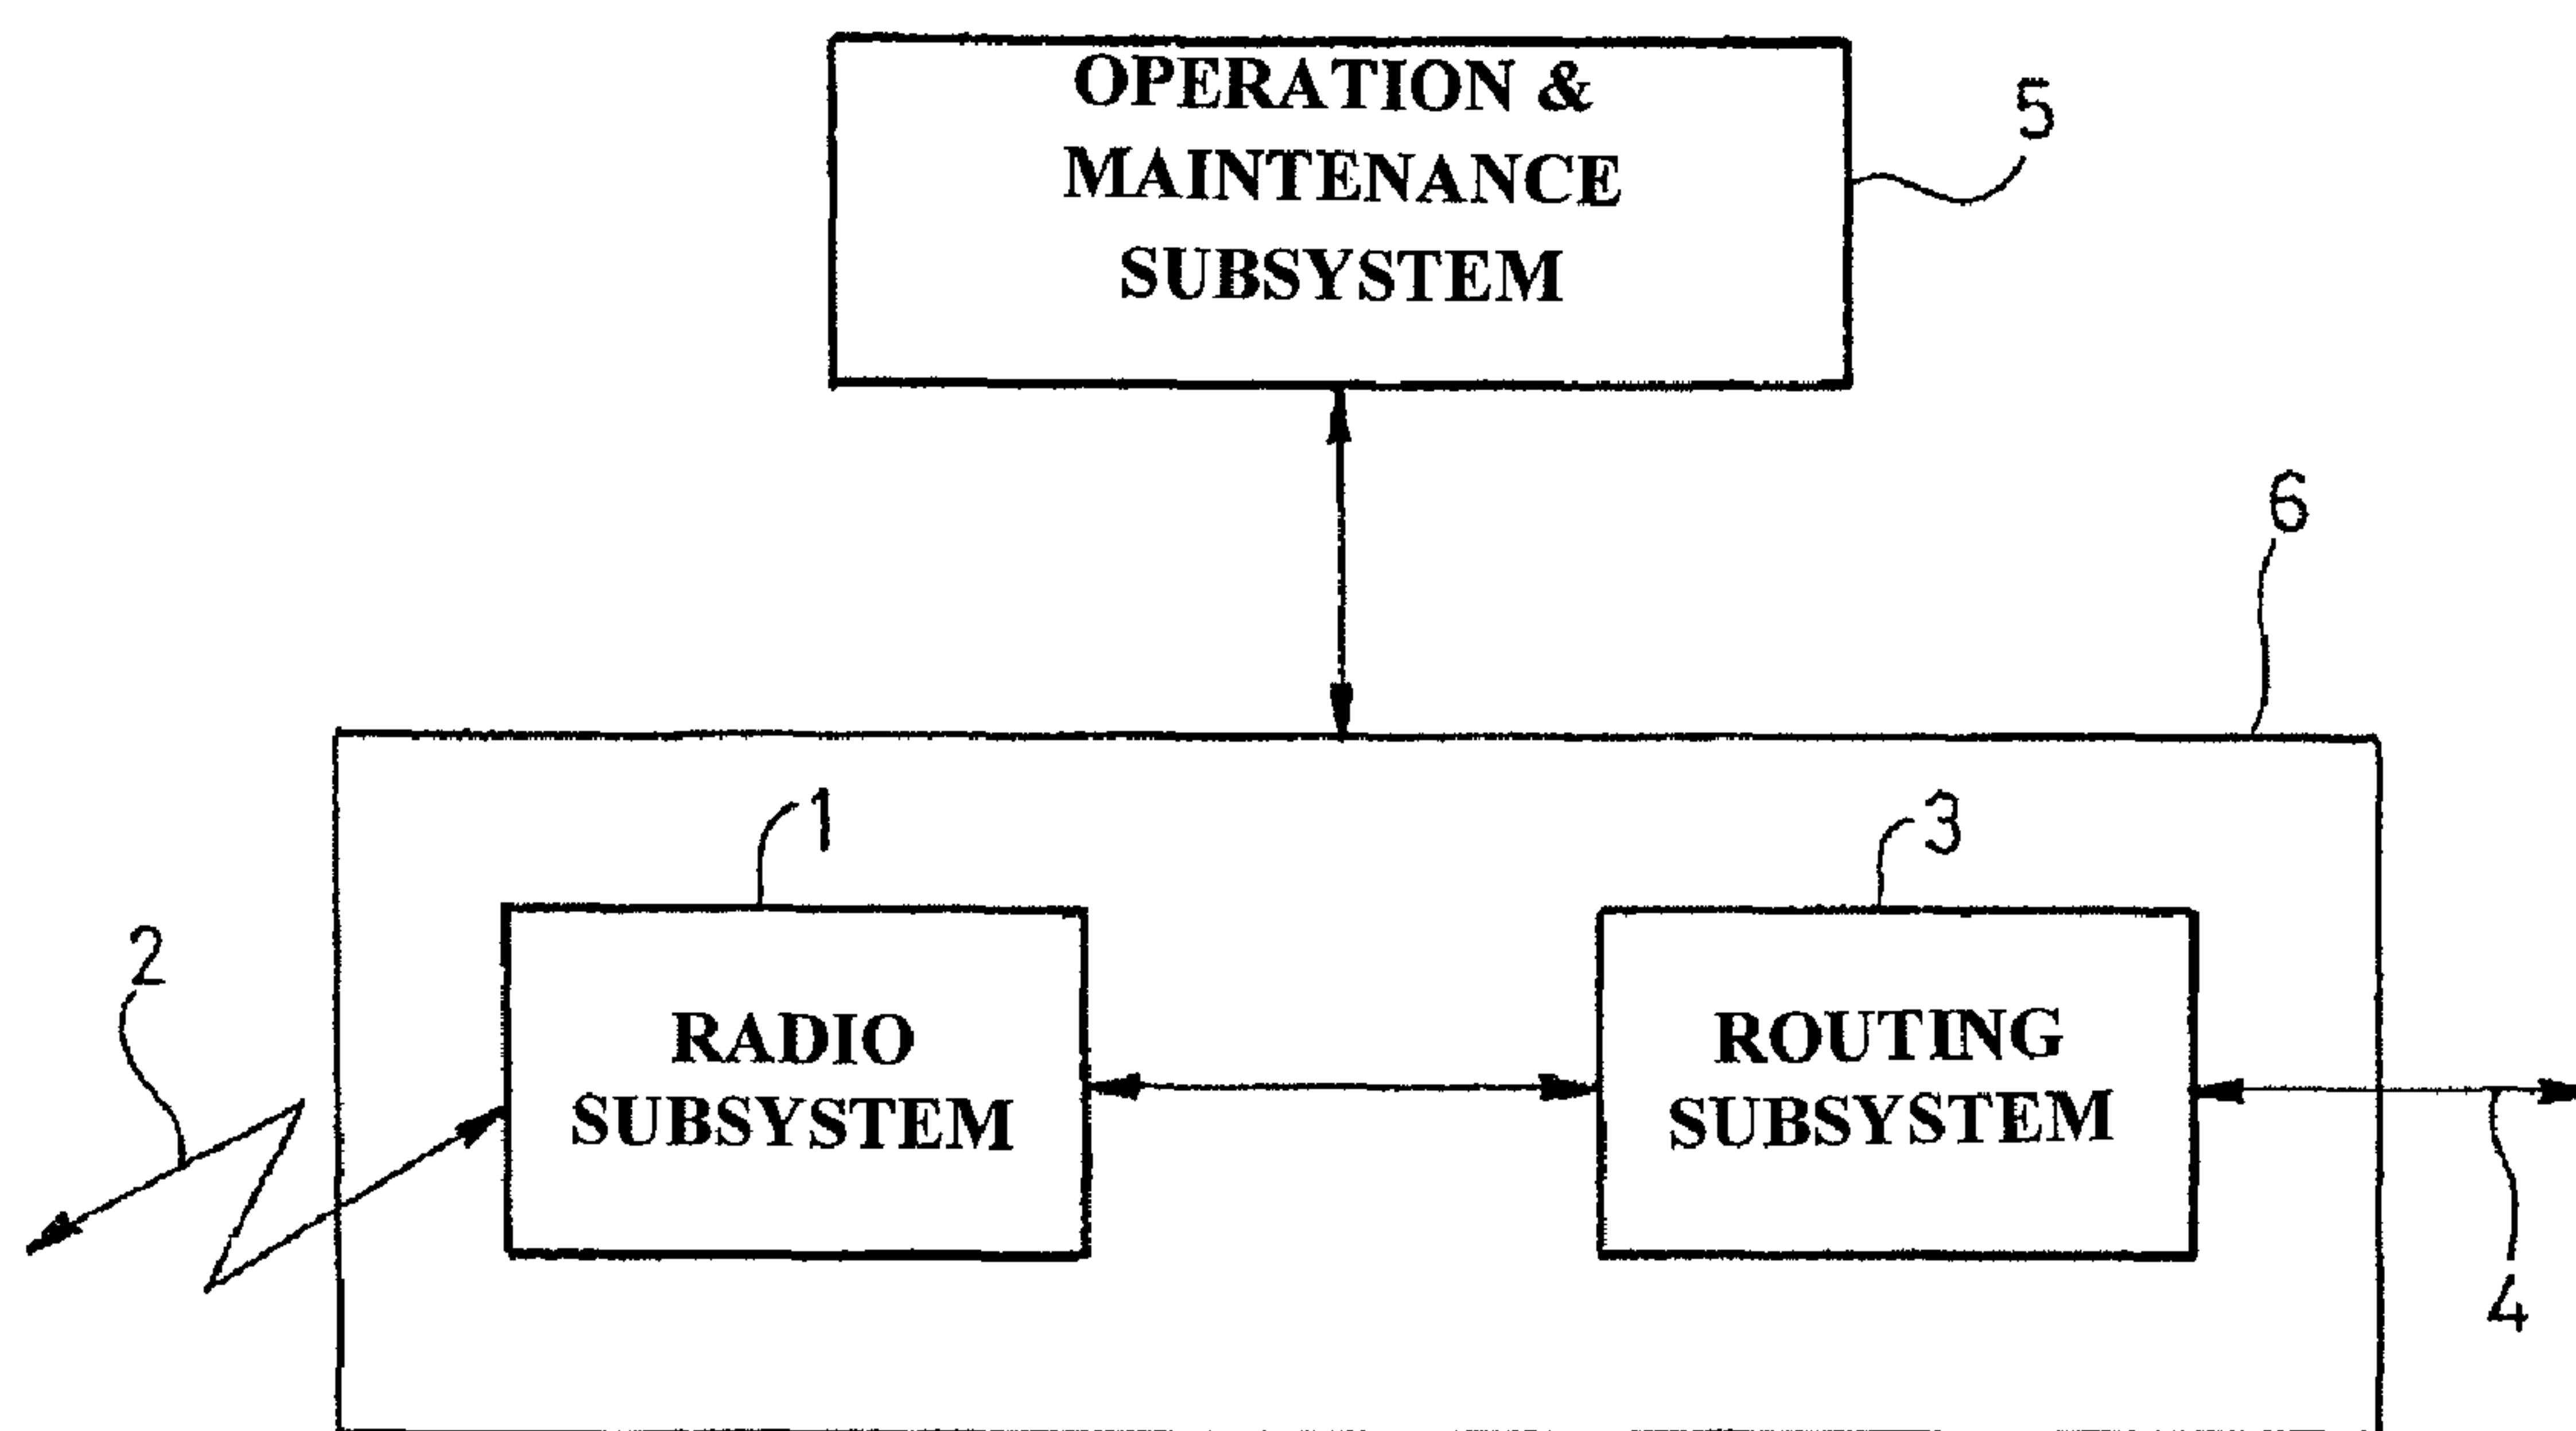 OPERATION &
MAINTENANCE
SUBSYSTEM
5
6
1
3
2
RADIO
SUBSYSTEM
ROUTING
SUBSYSTEM
4